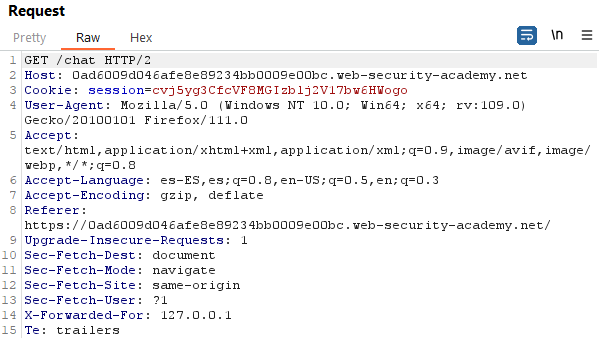 Request
Pretty Raw Hex
\n
1 GET /chat HTTP/2
2 Host: 0ad6009d046afe8e89234bb0009e00bc.web-security-academy.net
3 Cookie: session=cvj5yg3CfcVF8MGIzblj2V17bw6HWogo
4 User-Agent: Mozilla/5.0 (Windows NT 10.0; Win64; x64; rv:109.0)
Gecko/20100101 Firefox/111.0
5 Accept:
text/html,application/xhtml+xml,application/xml;q=0.9,image/avif,image/
webp,*/*;q=0.8
6 Accept-Language: es-ES,es;q=0.8,en-US;q=0.5,en;q=0.3
7 Accept-Encoding: gzip, deflate
8 Referer:
https://0ad6009d046afe8e89234bb0009e00bc.web-security-academy.net/
9 Upgrade-Insecure-Requests: 1
10 Sec-Fetch-Dest: document
11 Sec-Fetch-Mode: navigate
12 Sec-Fetch-Site: same-origin
13 Sec-Fetch-User: ?1
14 X-Forwarded-For: 127.0.0.1
15 Te: trailers